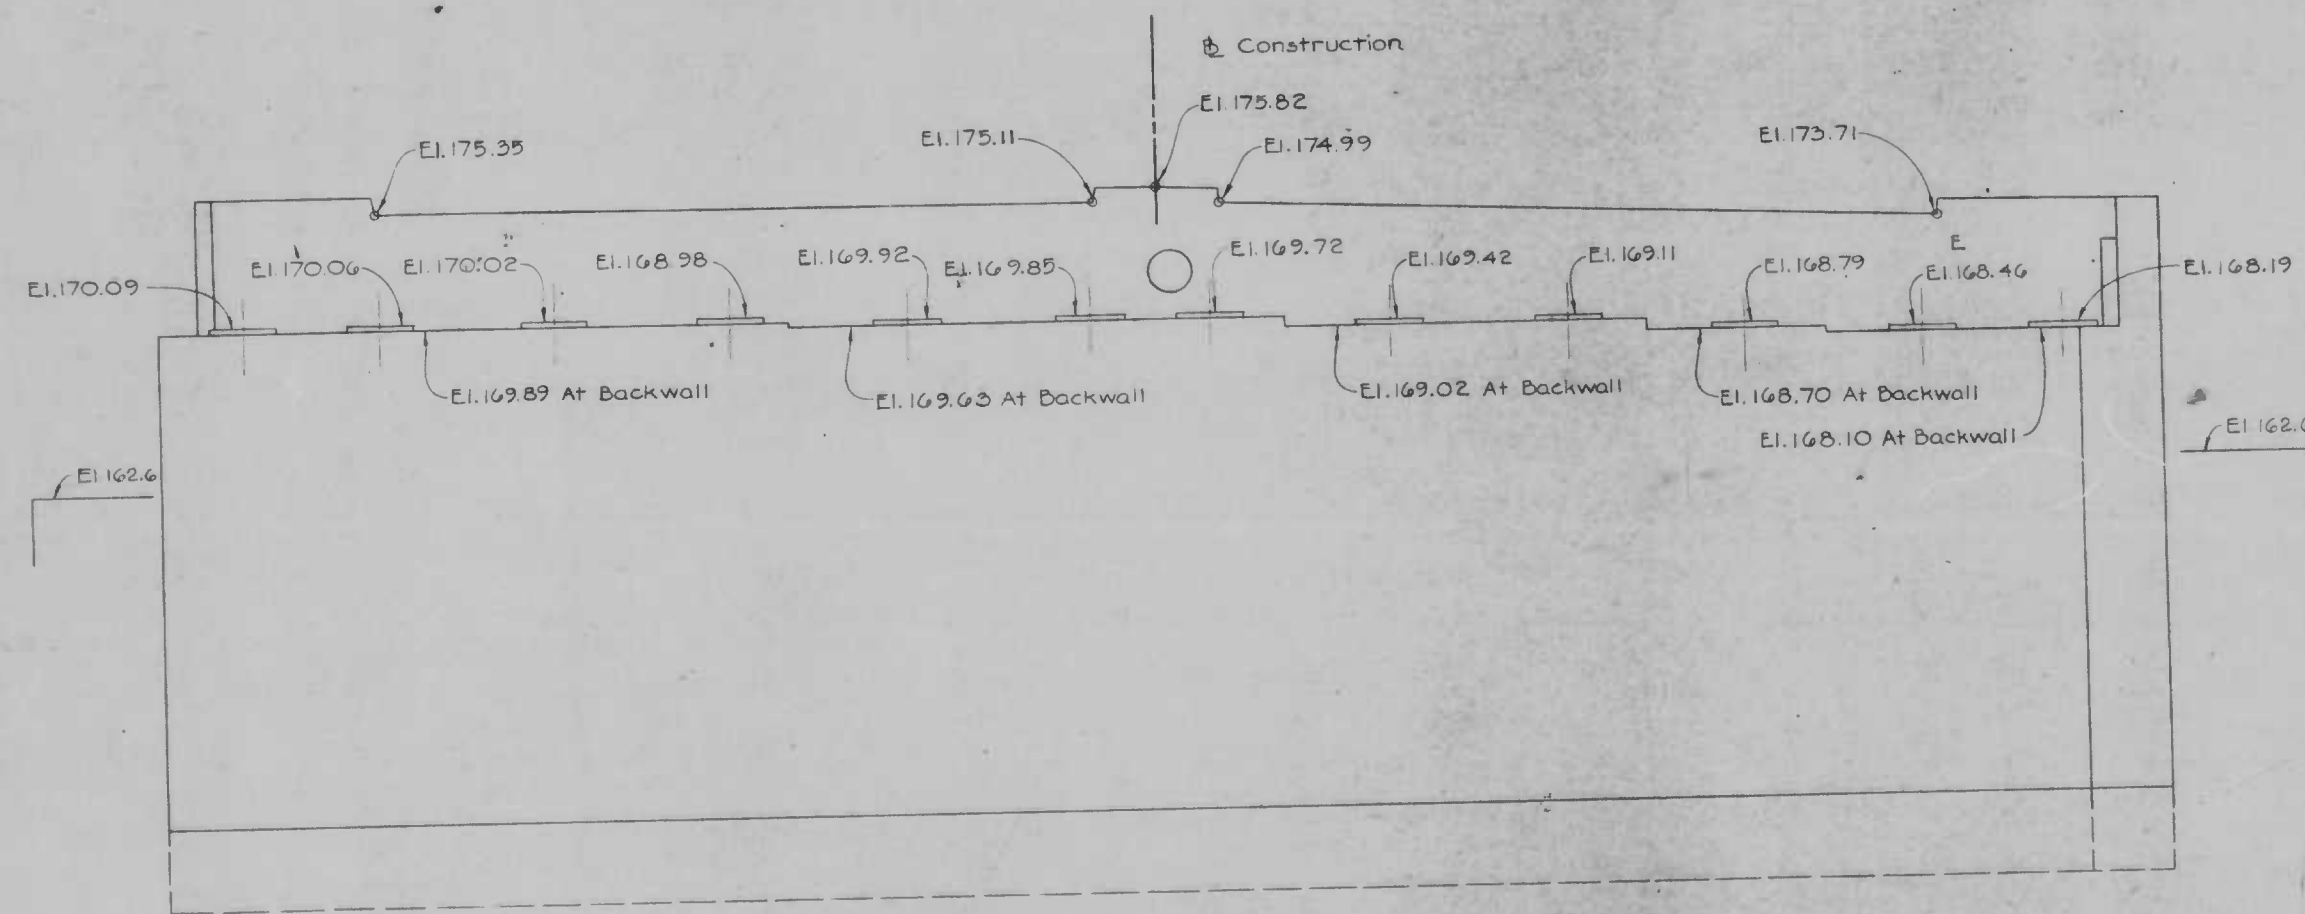 ℄ Construction
El. 175.82
El. 175.35
El. 175.11
El. 174.99
El. 173.71
El. 170.09
El. 170.06
El. 170.02
El. 168.98
El. 169.92
El. 169.85
El. 169.72
El. 169.42
El. 169.11
El. 168.79
E
El. 168.46
El. 168.19
El. 169.89 At Backwall
El. 169.63 At Backwall
El. 169.02 At Backwall
El. 168.70 At Backwall
El. 168.10 At Backwall
El. 162.6
El. 162.